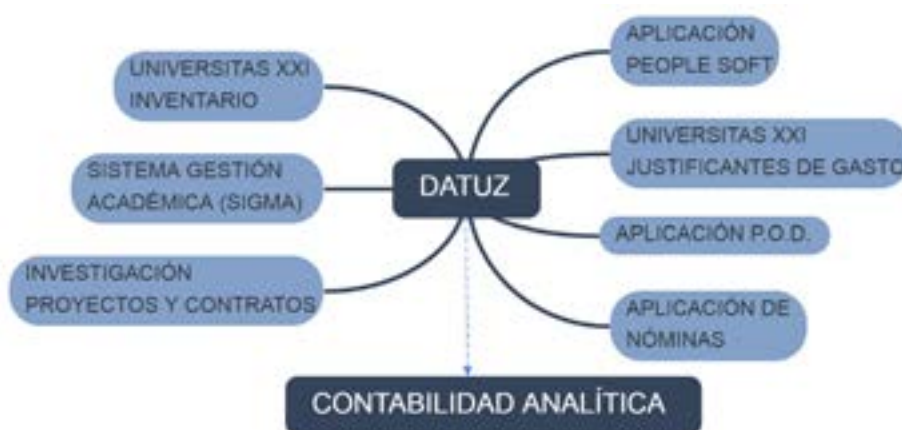 UNIVERSITAS XXI
INVENTARIO
SISTEMA GESTIÓN
ACADÉMICA (SIGMA)
INVESTIGACIÓN
PROYECTOS Y CONTRATOS
DATUZ
APLICACIÓN
PEOPLE SOFT
UNIVERSITAS XXI
JUSTIFICANTES DE GASTO
APLICACIÓN P.O.D.
APLICACIÓN DE
NÓMINAS
CONTABILIDAD ANALÍTICA